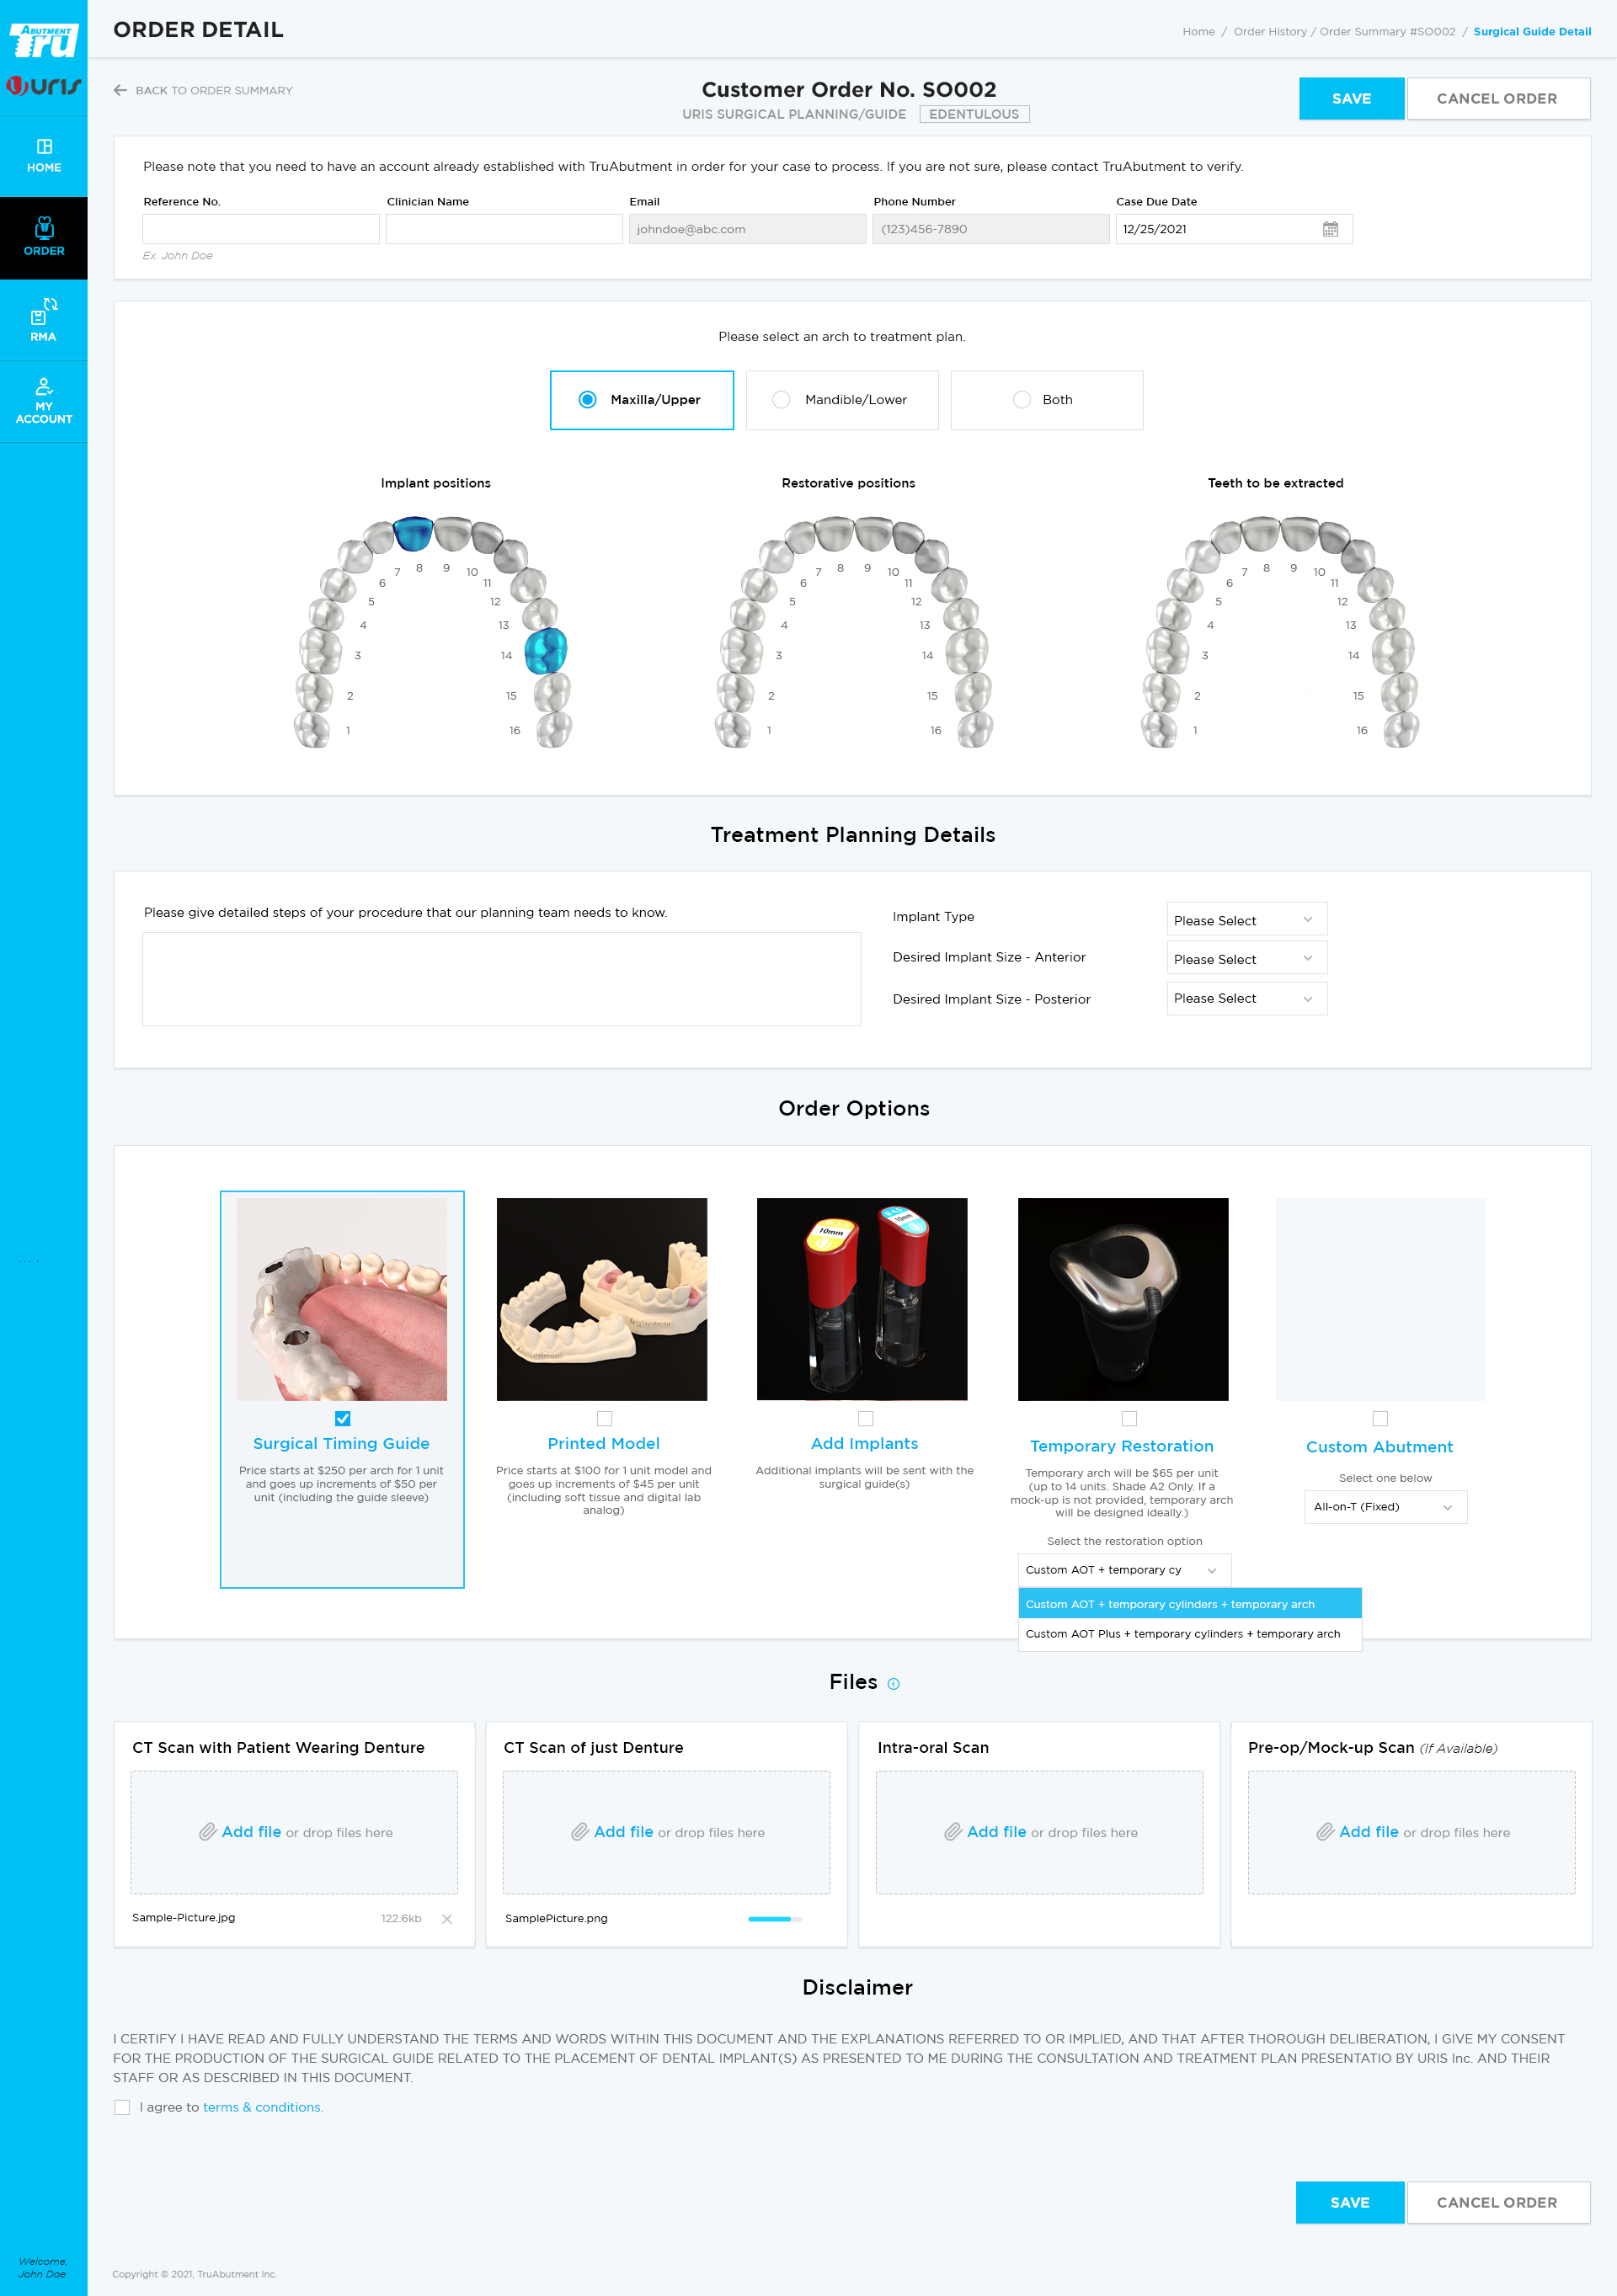 ABUTMENT
Tru
URIS
HOME
ORDER
RMA
MY
ACCOUNT
Welcome,
John Doe
ORDER DETAIL
Home / Order History / Order Summary #SO002 / Surgical Guide Detail
BACK TO ORDER SUMMARY
Customer Order No. SO002
URIS SURGICAL PLANNING/GUIDE EDENTULOUS
SAVE
CANCEL ORDER
Please note that you need to have an account already established with TruAbutment in order for your case to process. If you are not sure, please contact TruAbutment to verify.
Reference No. Clinician Name Email Phone Number Case Due Date
johndoe@abc.com (123)456-7890 12/25/2021
Ex. John Doe
Please select an arch to treatment plan.
Maxilla/Upper Mandible/Lower Both
Implant positions
1
2
3
4
5
6
7
8
9
10
11
12
13
14
15
16
Restorative positions
1
2
3
4
5
6
7
8
9
10
11
12
13
14
15
16
Teeth to be extracted
1
2
3
4
5
6
7
8
9
10
11
12
13
14
15
16
Treatment Planning Details
Please give detailed steps of your procedure that our planning team needs to know.
Implant Type Please Select
Desired Implant Size - Anterior Please Select
Desired Implant Size - Posterior Please Select
Order Options
Surgical Timing Guide
Price starts at $250 per arch for 1 unit
and goes up increments of $50 per
unit (including the guide sleeve)
Printed Model
Price starts at $100 for 1 unit model and
goes up increments of $45 per unit
(including soft tissue and digital lab
analog)
10mm
10mm
Add Implants
Additional implants will be sent with the
surgical guide(s)
Temporary Restoration
Temporary arch will be $65 per unit
(up to 14 units. Shade A2 Only. If a
mock-up is not provided, temporary arch
will be designed ideally.)
Select the restoration option
Custom AOT + temporary cy
Custom AOT + temporary cylinders + temporary arch
Custom AOT Plus + temporary cylinders + temporary arch
Custom Abutment
Select one below
All-on-T (Fixed)
Files
CT Scan with Patient Wearing Denture
Add file or drop files here
Sample-Picture.jpg 122.6kb
CT Scan of just Denture
Add file or drop files here
SamplePicture.png
Intra-oral Scan
Add file or drop files here
Pre-op/Mock-up Scan (If Available)
Add file or drop files here
Disclaimer
I CERTIFY I HAVE READ AND FULLY UNDERSTAND THE TERMS AND WORDS WITHIN THIS DOCUMENT AND THE EXPLANATIONS REFERRED TO OR IMPLIED, AND THAT AFTER THOROUGH DELIBERATION, I GIVE MY CONSENT
FOR THE PRODUCTION OF THE SURGICAL GUIDE RELATED TO THE PLACEMENT OF DENTAL IMPLANT(S) AS PRESENTED TO ME DURING THE CONSULTATION AND TREATMENT PLAN PRESENTATIO BY URIS Inc. AND THEIR
STAFF OR AS DESCRIBED IN THIS DOCUMENT.
I agree to terms & conditions.
SAVE
CANCEL ORDER
Copyright © 2021, TruAbutment Inc.